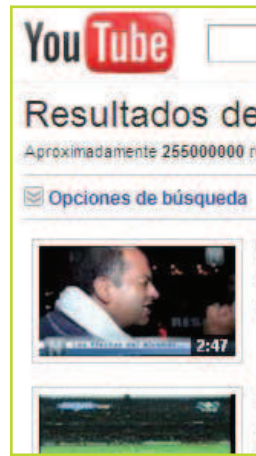 YouTube
Resultados de
Aproximadamente 255000000 r
Opciones de búsqueda
2:47